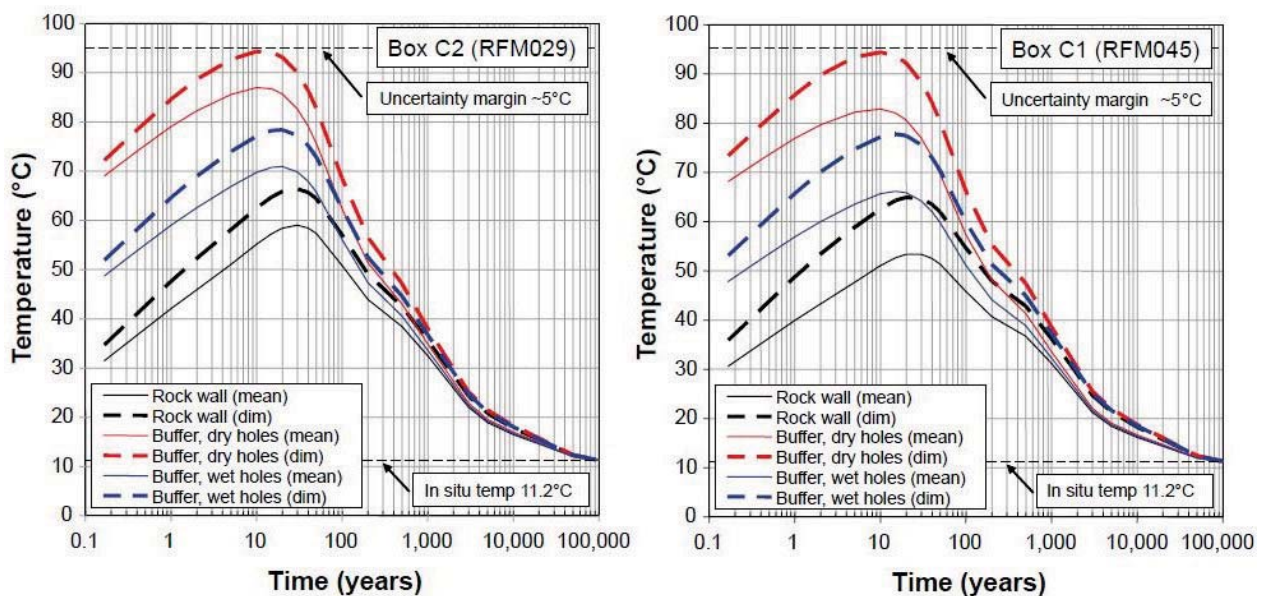 Temperature (°C)
100
90
80
70
60
50
40
30
20
10
0
Box C2 (RFM029)
Uncertainty margin ~5°C
Rock wall (mean)
Rock wall (dim)
Buffer, dry holes (mean)
Buffer, dry holes (dim)
Buffer, wet holes (mean)
Buffer, wet holes (dim)
In situ temp 11.2°C
0.1 1 10 100 1,000 10,000 100,000
Time (years)
Temperature (°C)
100
90
80
70
60
50
40
30
20
10
0
Box C1 (RFM045)
Uncertainty margin ~5°C
Rock wall (mean)
Rock wall (dim)
Buffer, dry holes (mean)
Buffer, dry holes (dim)
Buffer, wet holes (mean)
Buffer, wet holes (dim)
In situ temp 11.2°C
0.1 1 10 100 1,000 10,000 100,000
Time (years)